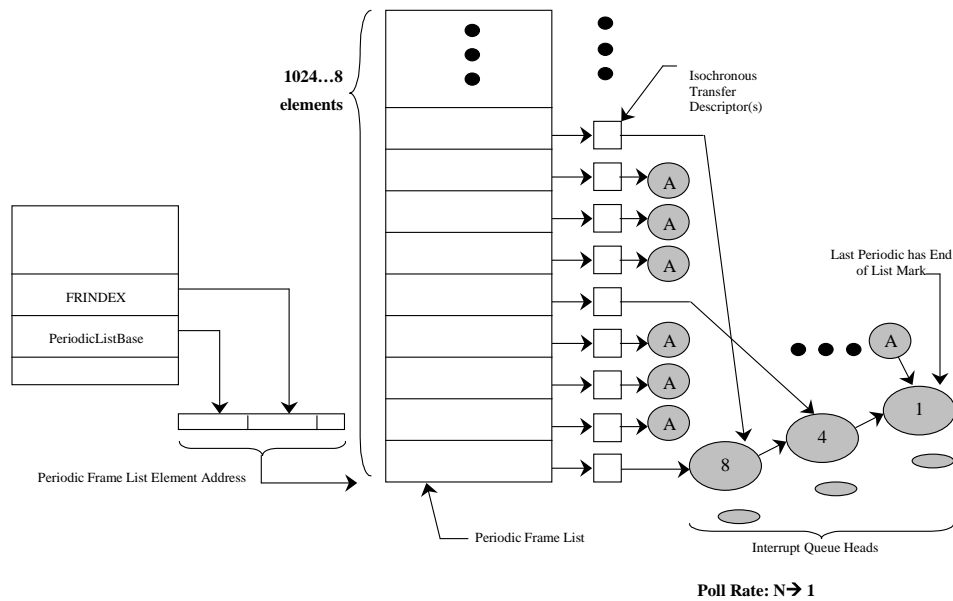 1024…8
elements
Isochronous
Transfer
Descriptor(s)
A
A
A
Last Periodic has End
of List Mark
FRINDEX
PeriodicListBase
A
A
A
A
1
4
8
Periodic Frame List Element Address
Periodic Frame List
Interrupt Queue Heads
Poll Rate: N→ 1